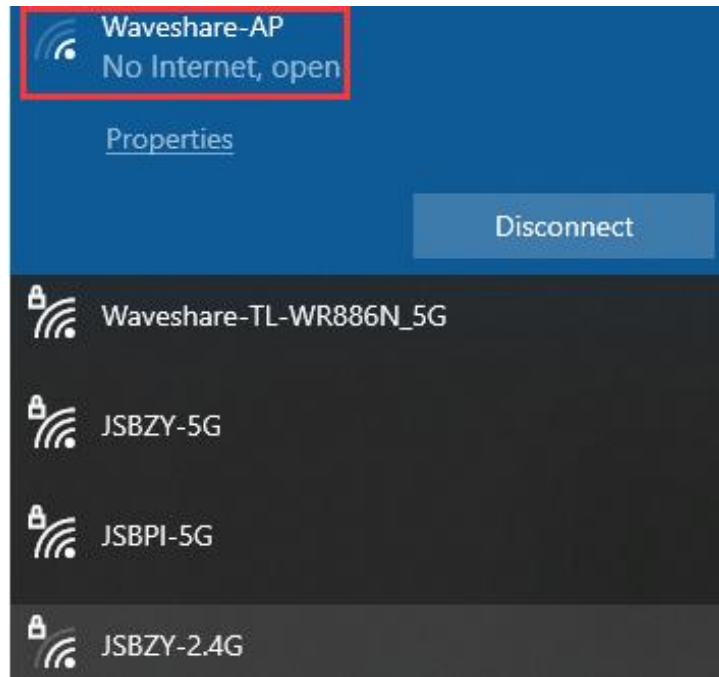 Waveshare-AP
No Internet, open
Properties
Disconnect
Waveshare-TL-WR886N_5G
JSBZY-5G
JSBPI-5G
JSBZY-2.4G